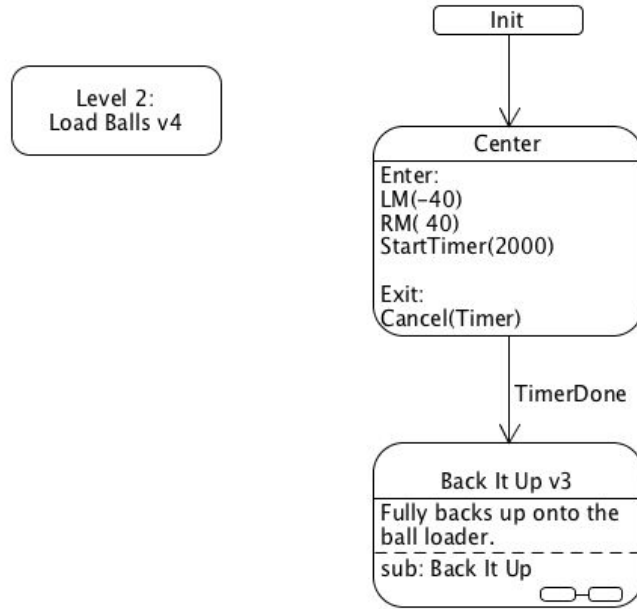 Init
Level 2:
Load Balls v4
Center
Enter:
LM(-40)
RM( 40)
StartTimer(2000)
Exit:
Cancel(Timer)
TimerDone
Back It Up v3
Fully backs up onto the
ball loader.
sub: Back It Up